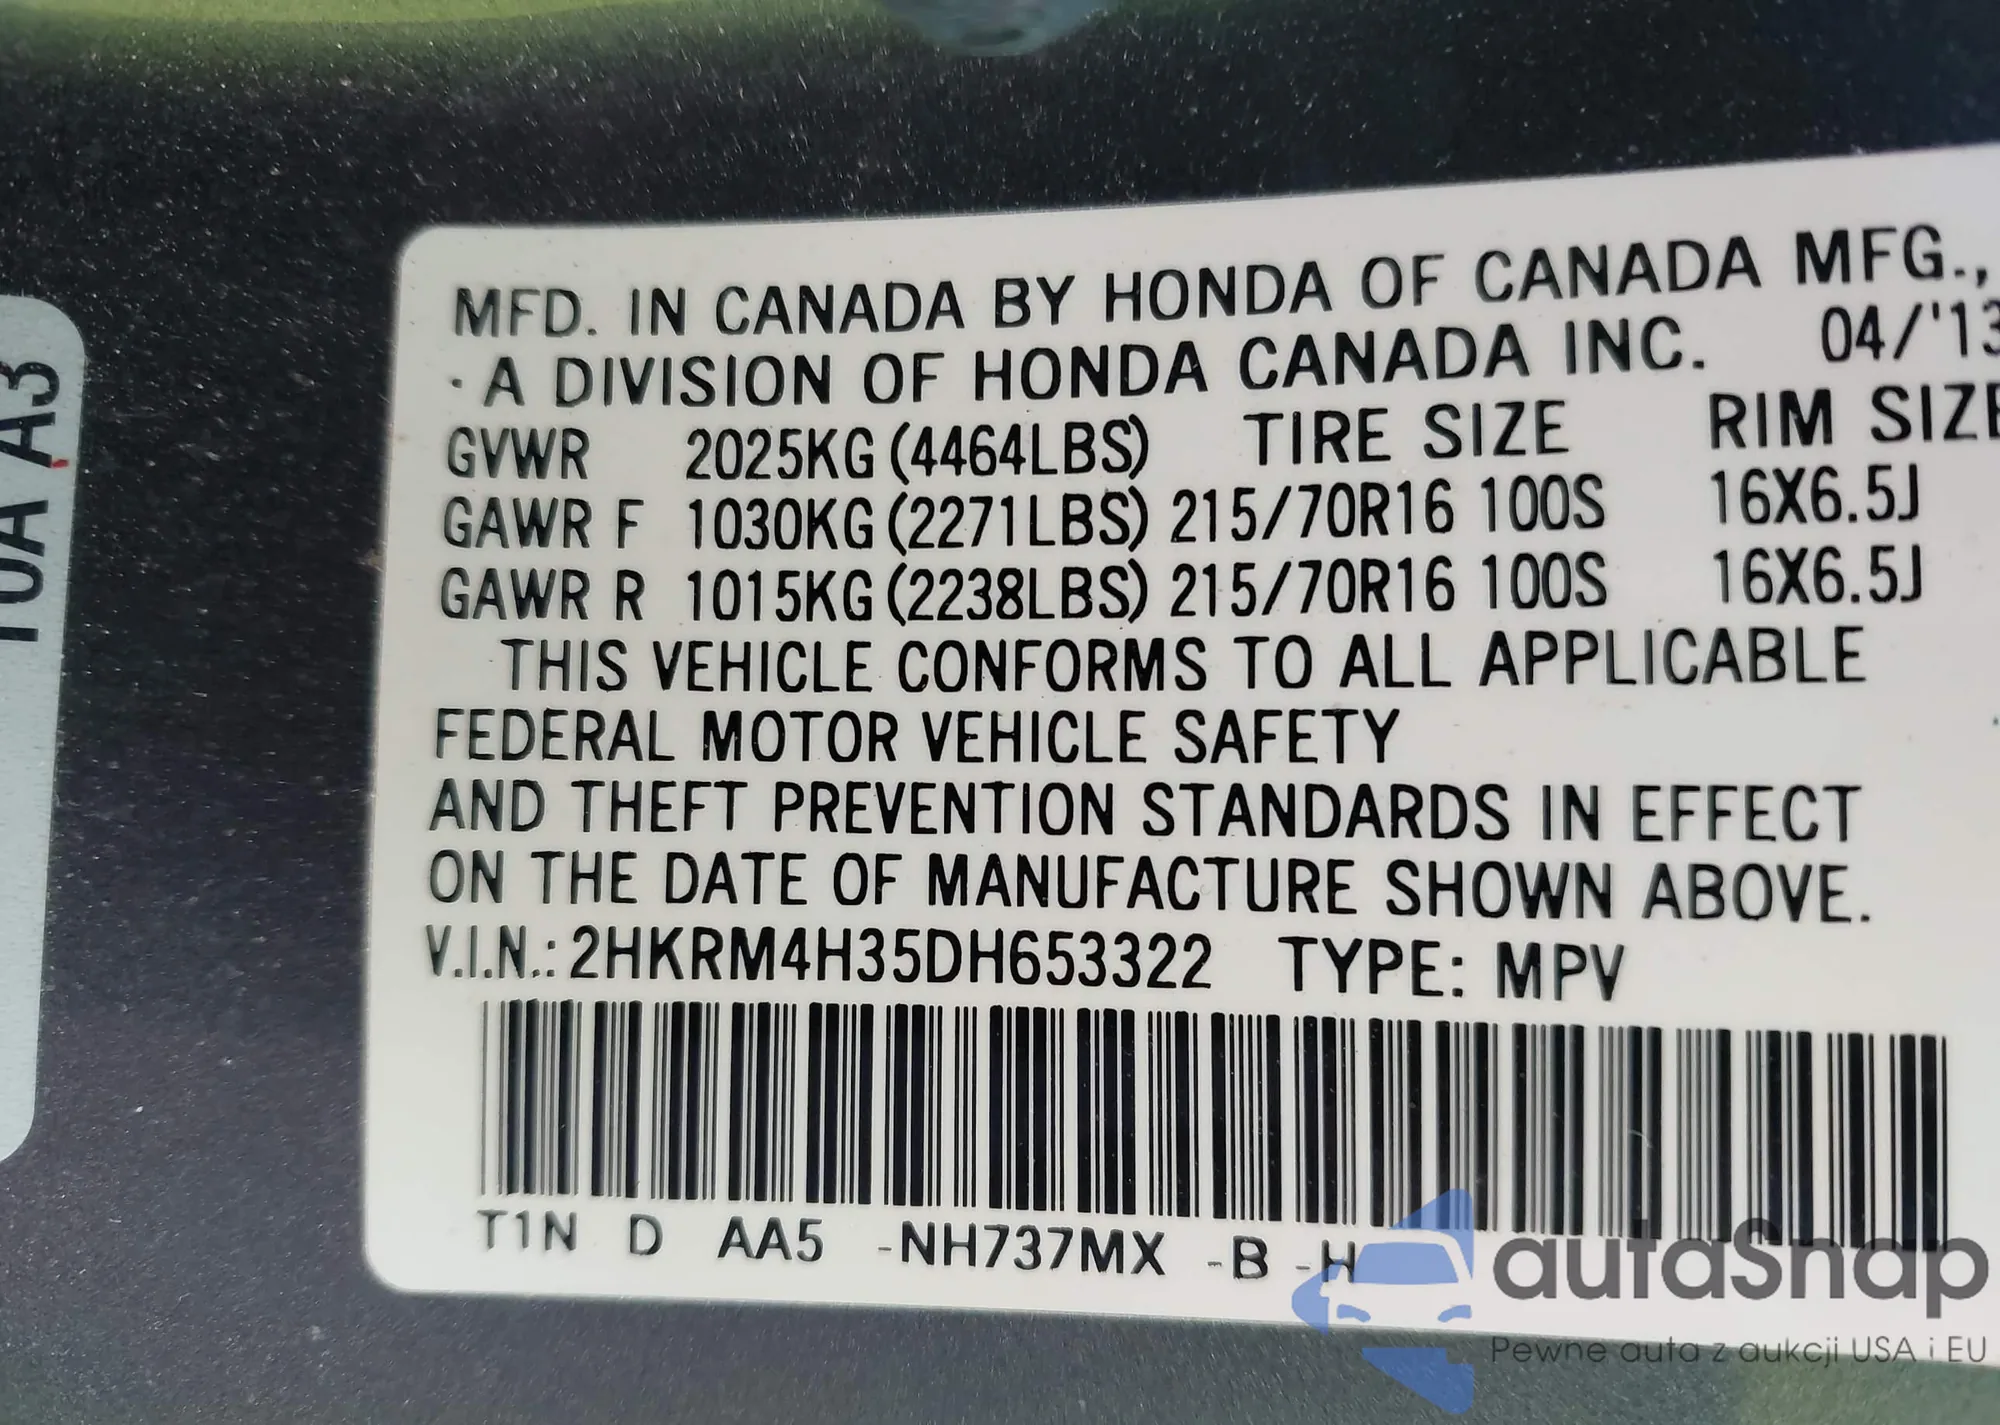 MFD. IN CANADA BY HONDA OF CANADA MFG.,
A DIVISION OF HONDA CANADA INC. 04/'13
GVWR 2025KG (4464LBS) TIRE SIZE RIM SIZE
GAWR F 1030KG (2271LBS) 215/70R16 100S 16X6.5J
GAWR R 1015KG (2238LBS) 215/70R16 100S 16X6.5J
THIS VEHICLE CONFORMS TO ALL APPLICABLE
FEDERAL MOTOR VEHICLE SAFETY
AND THEFT PREVENTION STANDARDS IN EFFECT
ON THE DATE OF MANUFACTURE SHOWN ABOVE.
V.I.N.: 2HKRM4H35DH653322 TYPE: MPV
T1N D AA5 -NH737MX -B -H
10A A3
autaSnap
Pewne auta z aukcji USA i EU